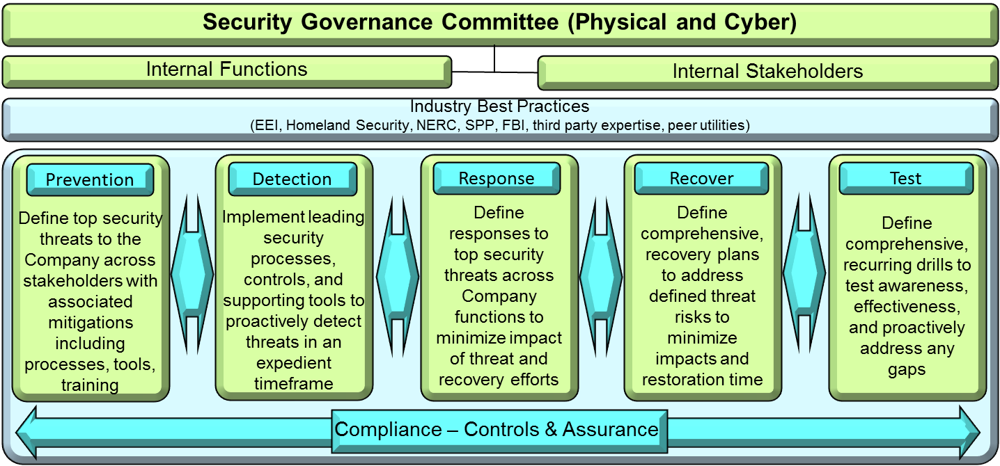 Security Governance Committee (Physical and Cyber)
Internal Functions
Internal Stakeholders
Industry Best Practices
(EEI, Homeland Security, NERC, SPP, FBI, third party expertise, peer utilities)
Prevention
Define top security
threats to the
Company across
stakeholders with
associated
mitigations
including
processes, tools,
training
Detection
Implement leading
security
processes,
controls, and
supporting tools to
proactively detect
threats in an
expedient
timeframe
Response
Define
responses to
top security
threats across
Company
functions to
minimize impact
of threat and
recovery efforts
Recover
Define
comprehensive,
recovery plans
to address
defined threat
risks to
minimize
impacts and
restoration time
Test
Define
comprehensive,
recurring drills to
test awareness,
effectiveness,
and proactively
address any
gaps
Compliance – Controls & Assurance